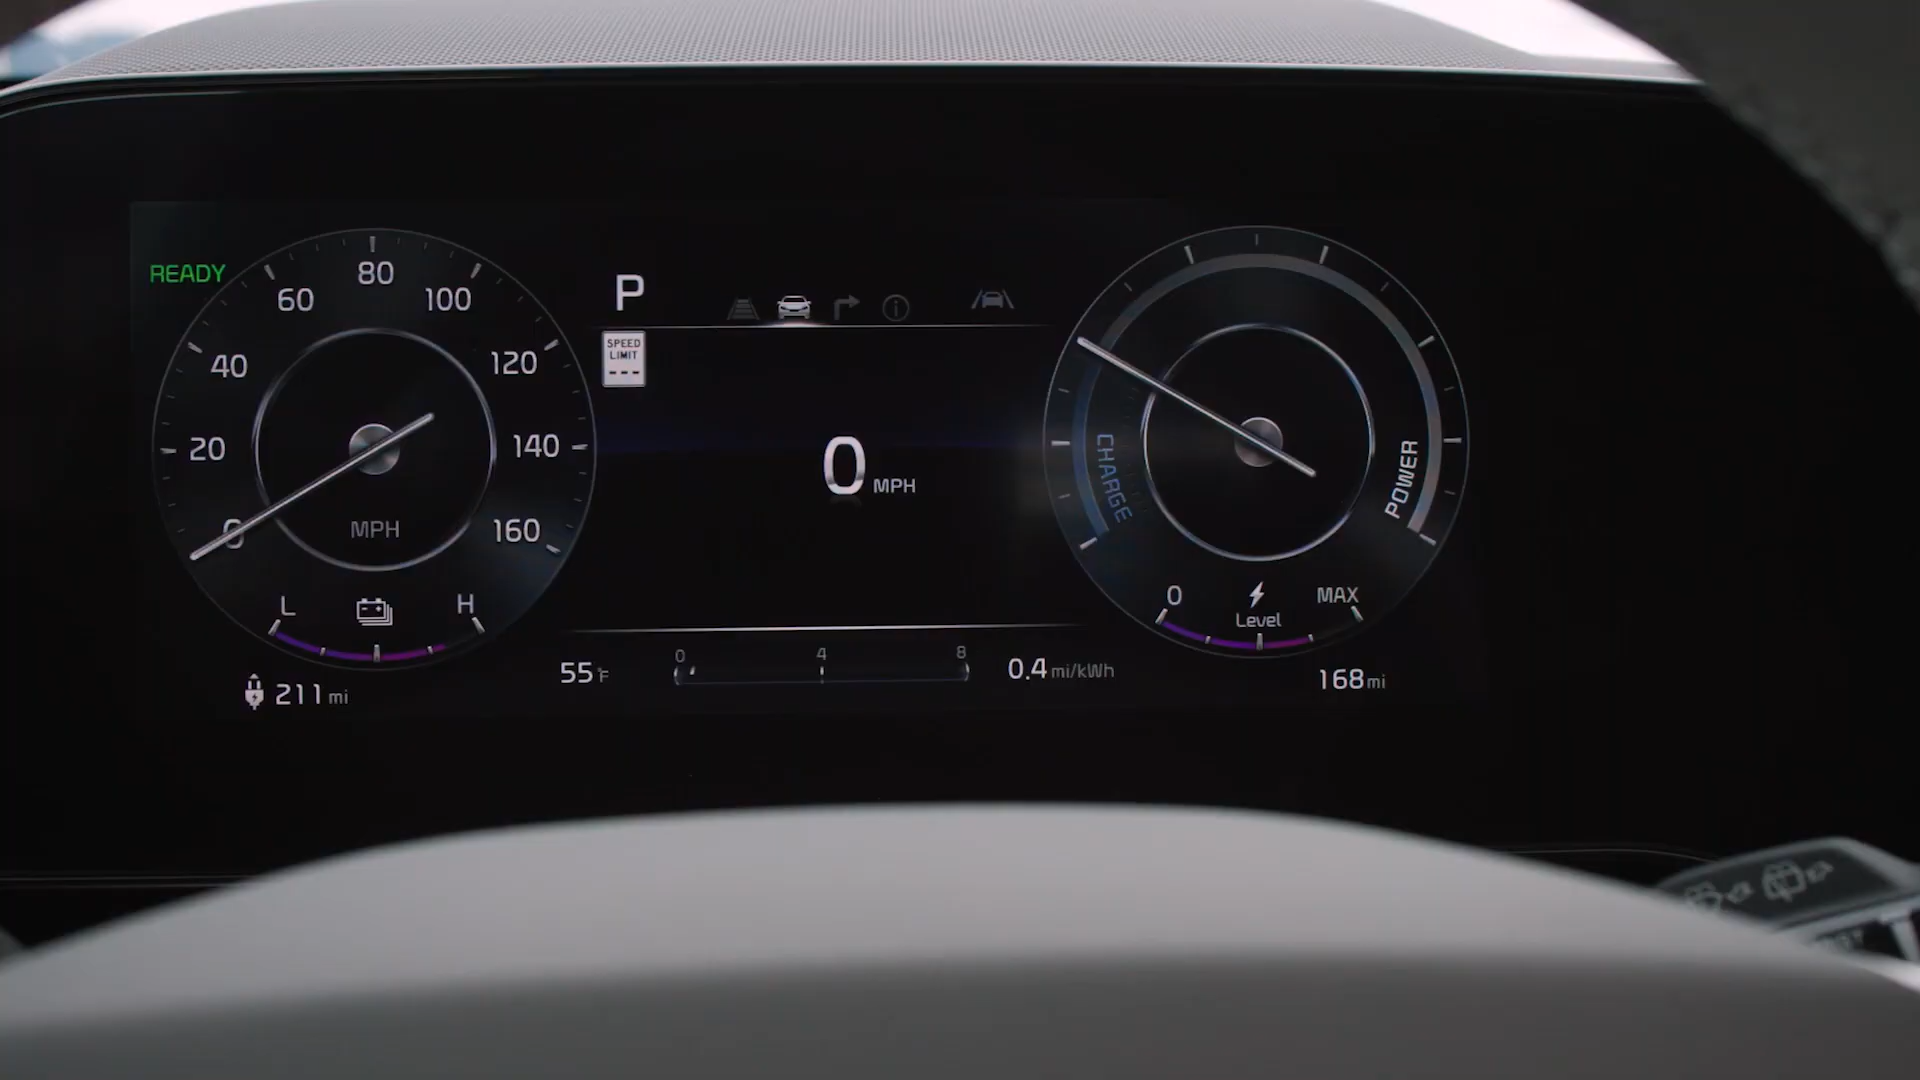 READY
80
60
100
40
120
20
140
0
160
MPH
L
H
211 mi
P
SPEED
LIMIT
---
0 MPH
55°F
0
4
8
0.4 mi/kWh
CHARGE
POWER
0
MAX
Level
168 mi